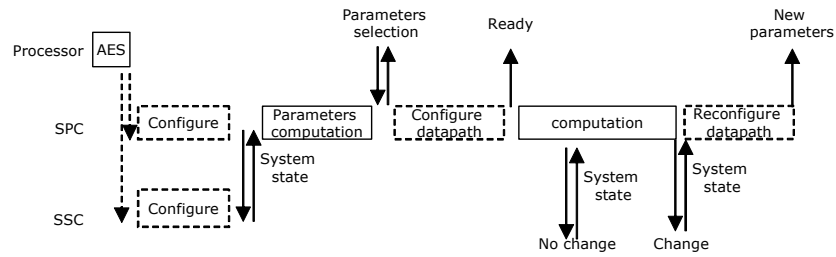 Parameters
selection
Ready
New
parameters
Processor
AES
SPC
Configure
Parameters
computation
Configure
datapath
computation
Reconfigure
datapath
System
state
System
state
System
state
SSC
Configure
No change
Change